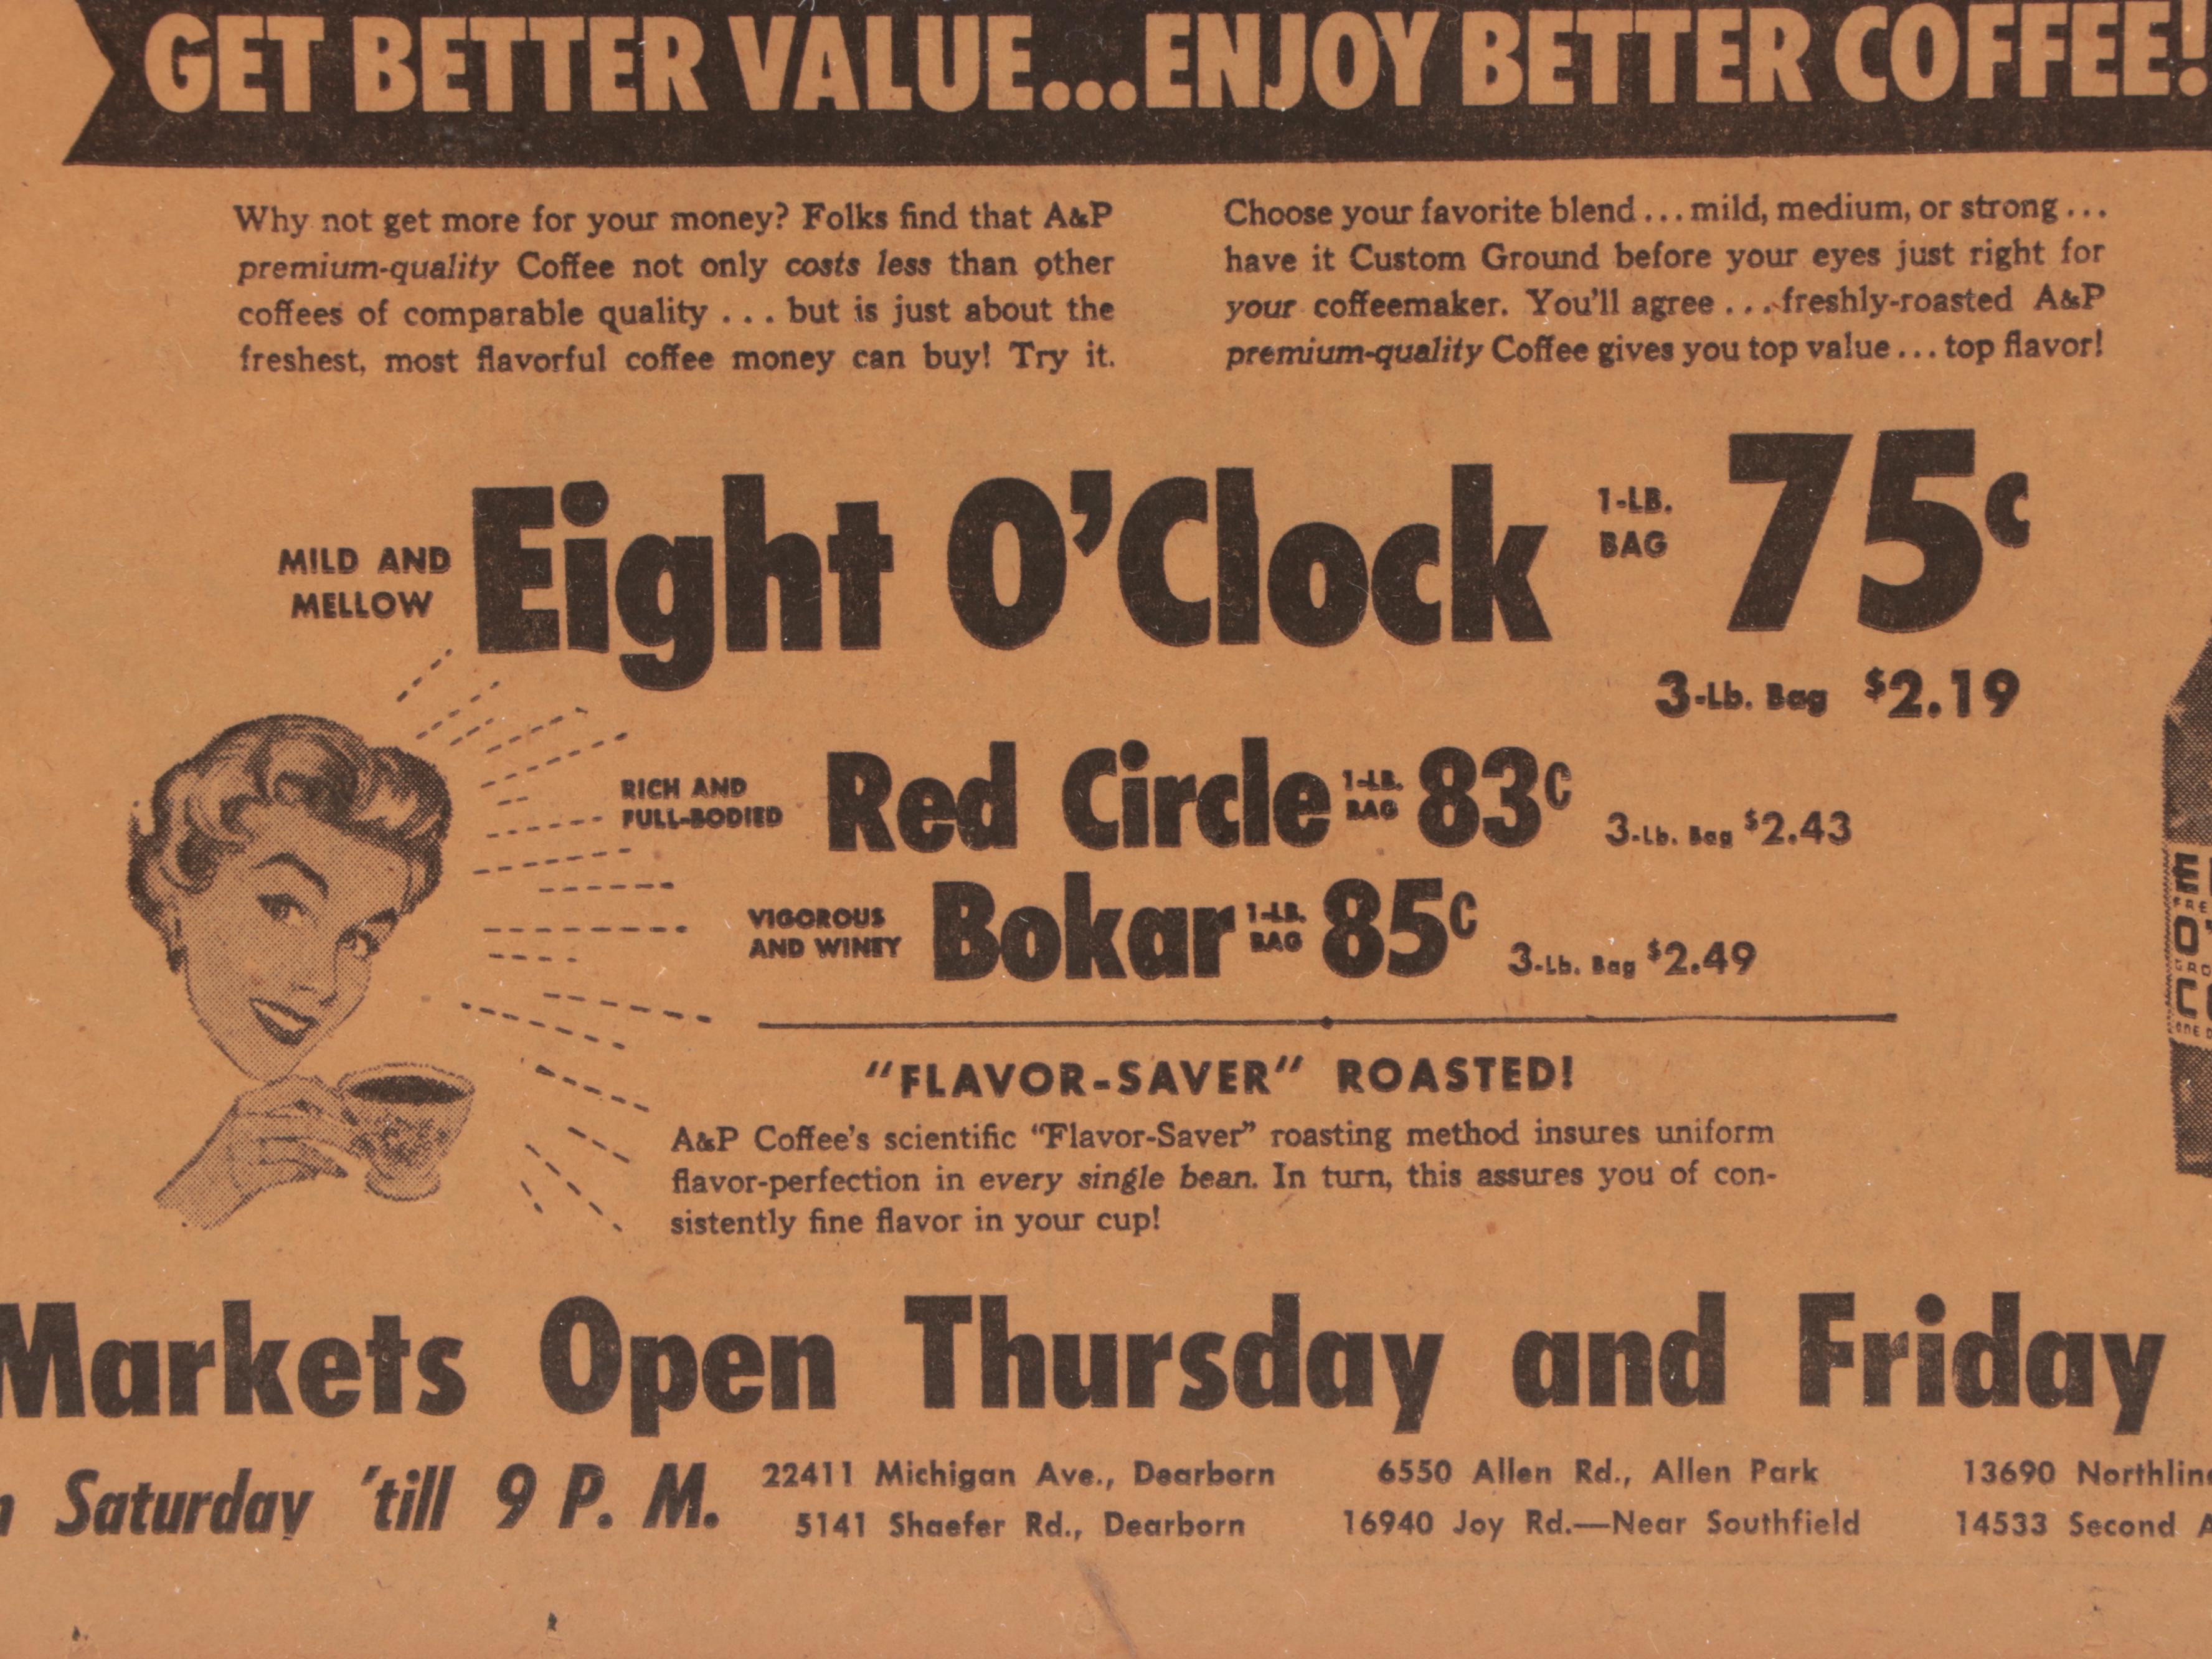 GET BETTER VALUE...ENJOY BETTER COFFEE!
Why not get more for your money? Folks find that A&P
premium-quality Coffee not only costs less than other
coffees of comparable quality . . . but is just about the
freshest, most flavorful coffee money can buy! Try it.
Choose your favorite blend . . . mild, medium, or strong . . .
have it Custom Ground before your eyes just right for
your coffeemaker. You'll agree . . . freshly-roasted A&P
premium-quality Coffee gives you top value . . . top flavor!
MILD AND
MELLOW
Eight O'Clock
1-LB.
BAG
75c
3-Lb. Bag $2.19
RICH AND
FULL-BODIED
Red Circle
1-LB.
BAG
83c
3-Lb. Bag $2.43
VIGOROUS
AND WINEY
Bokar
1-LB.
BAG
85c
3-Lb. Bag $2.49
"FLAVOR-SAVER" ROASTED!
A&P Coffee's scientific "Flavor-Saver" roasting method insures uniform
flavor-perfection in every single bean. In turn, this assures you of con-
sistently fine flavor in your cup!
Markets Open Thursday and Friday
Saturday 'till 9 P. M.
22411 Michigan Ave., Dearborn
5141 Shaefer Rd., Dearborn
6550 Allen Rd., Allen Park
16940 Joy Rd.—Near Southfield
13690
14533 Second